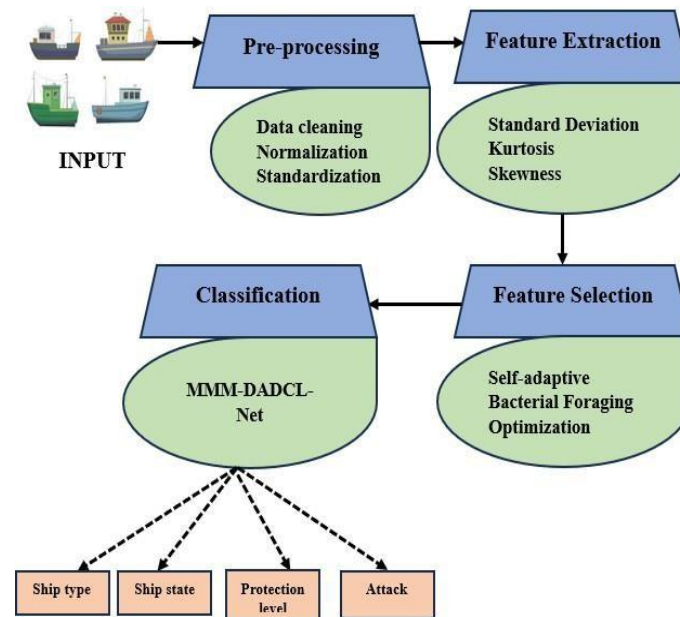 Pre-processing
Feature Extraction
INPUT
Data cleaning
Normalization
Standardization
Standard Deviation
Kurtosis
Skewness
Classification
Feature Selection
MMM-DADCL-
Net
Self-adaptive
Bacterial Foraging
Optimization
Ship type
Ship state
Protection
level
Attack